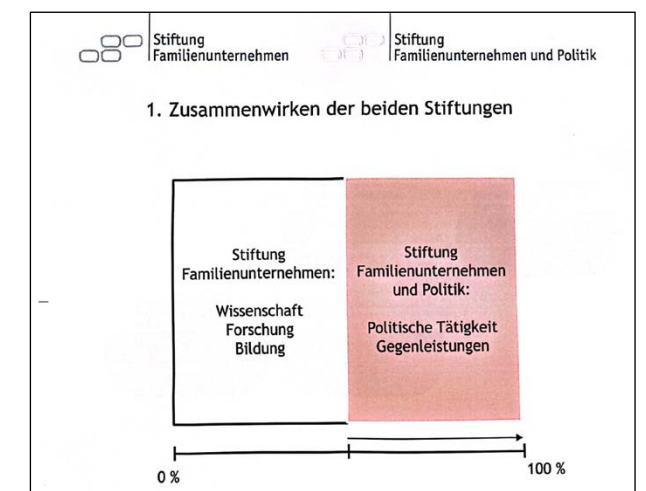 Stiftung
Familienunternehmen
Stiftung
Familienunternehmen und Politik
1. Zusammenwirken der beiden Stiftungen
Stiftung
Familienunternehmen:
Wissenschaft
Forschung
Bildung
Stiftung
Familienunternehmen
und Politik:
Politische Tätigkeit
Gegenleistungen
0 %
100 %